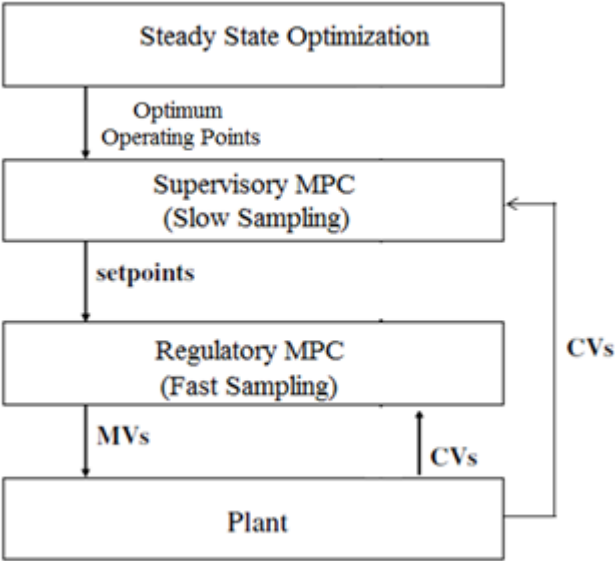 Steady State Optimization
Optimum
Operating Points
Supervisory MPC
(Slow Sampling)
setpoints
Regulatory MPC
(Fast Sampling)
CVs
MVs
CVs
Plant